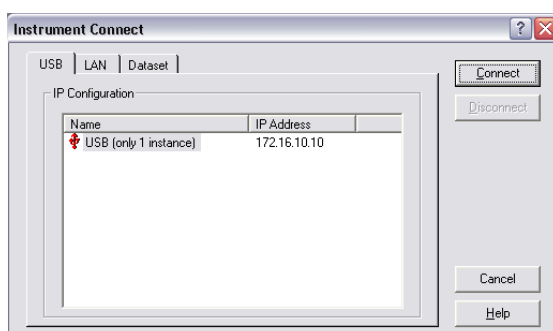 Instrument Connect
USB LAN Dataset
Connect
IP Configuration
Disconnect
Name IP Address
USB (only 1 instance) 172.16.10.10
Cancel
Help